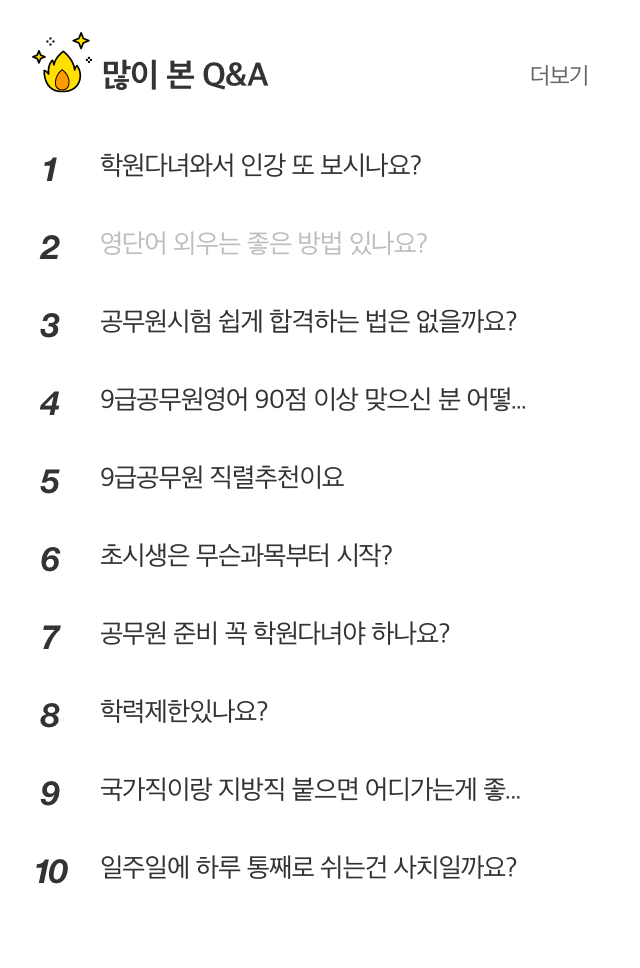 많이 본 Q&A
더보기
1 학원다녀와서 인강 또 보시나요?
2 영단어 외우는 좋은 방법 있나요?
3 공무원시험 쉽게 합격하는 법은 없을까요?
4 9급공무원영어 90점 이상 맞으신 분 어떻...
5 9급공무원 직렬추천이요
6 초시생은 무슨과목부터 시작?
7 공무원 준비 꼭 학원다녀야 하나요?
8 학력제한있나요?
9 국가직이랑 지방직 붙으면 어디가는게 좋...
10 일주일에 하루 통째로 쉬는건 사치일까요?